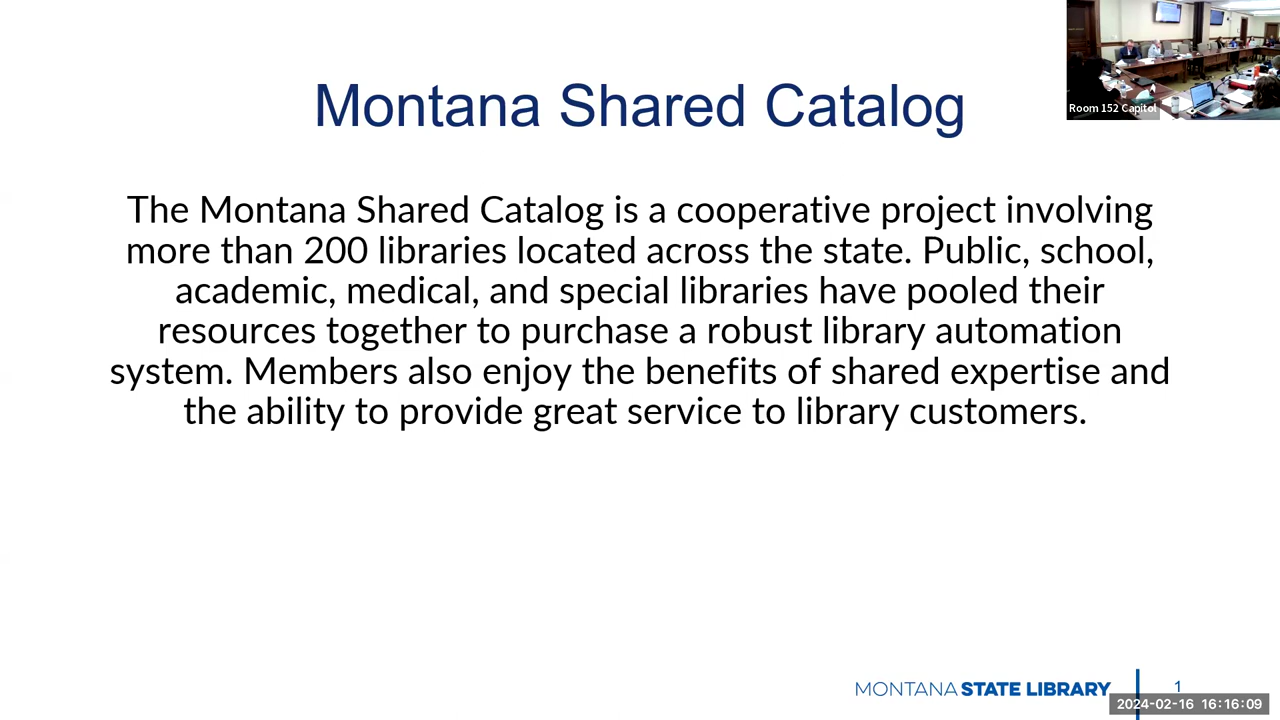 Montana Shared Catalog
Room 152 Capitol
The Montana Shared Catalog is a cooperative project involving
more than 200 libraries located across the state. Public, school,
academic, medical, and special libraries have pooled their
resources together to purchase a robust library automation
system. Members also enjoy the benefits of shared expertise and
the ability to provide great service to library customers.
MONTANA STATE LIBRARY
1
2024-02-16 16:16:09